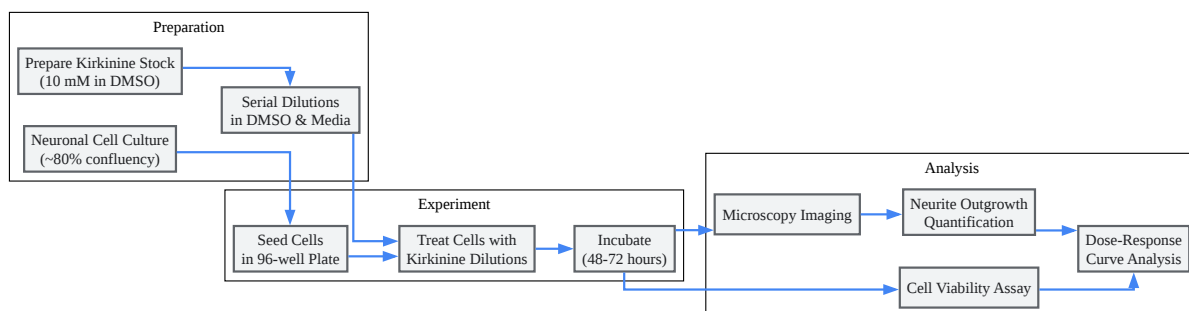 Preparation
Prepare Kirkinine Stock
(10 mM in DMSO)
Serial Dilutions
in DMSO & Media
Neuronal Cell Culture
(~80% confluency)
Experiment
Seed Cells
in 96-well Plate
Treat Cells with
Kirkinine Dilutions
Incubate
(48-72 hours)
Analysis
Microscopy Imaging
Neurite Outgrowth
Quantification
Cell Viability Assay
Dose-Response
Curve Analysis